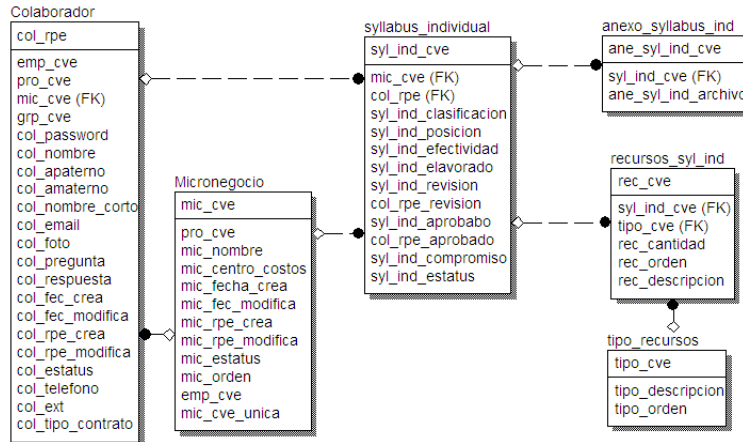 Colaborador
col_rpe
emp_cve
pro_cve
mic_cve (FK)
grp_cve
col_password
col_nombre
col_apaterno
col_amaterno
col_nombre_corto
col_email
col_foto
col_pregunta
col_respuesta
col_fec_crea
col_fec_modifica
col_rpe_crea
col_rpe_modifica
col_estatus
col_telefono
col_ext
col_tipo_contrato
Micronegocio
mic_cve
pro_cve
mic_nombre
mic_centro_costos
mic_fecha_crea
mic_fec_modifica
mic_rpe_crea
mic_rpe_modifica
mic_estatus
mic_orden
emp_cve
mic_cve_unica
syllabus_individual
syl_ind_cve
mic_cve (FK)
col_rpe (FK)
syl_ind_clasificacion
syl_ind_posicion
syl_ind_efectividad
syl_ind_elavorado
syl_ind_revision
col_rpe_revision
syl_ind_aprobabo
col_rpe_aprobado
syl_ind_compromiso
syl_ind_estatus
anexo_syllabus_ind
ane_syl_ind_cve
syl_ind_cve (FK)
ane_syl_ind_archivo
recursos_syl_ind
rec_cve
syl_ind_cve (FK)
tipo_cve (FK)
rec_cantidad
rec_orden
rec_descripcion
tipo_recursos
tipo_cve
tipo_descripcion
tipo_orden